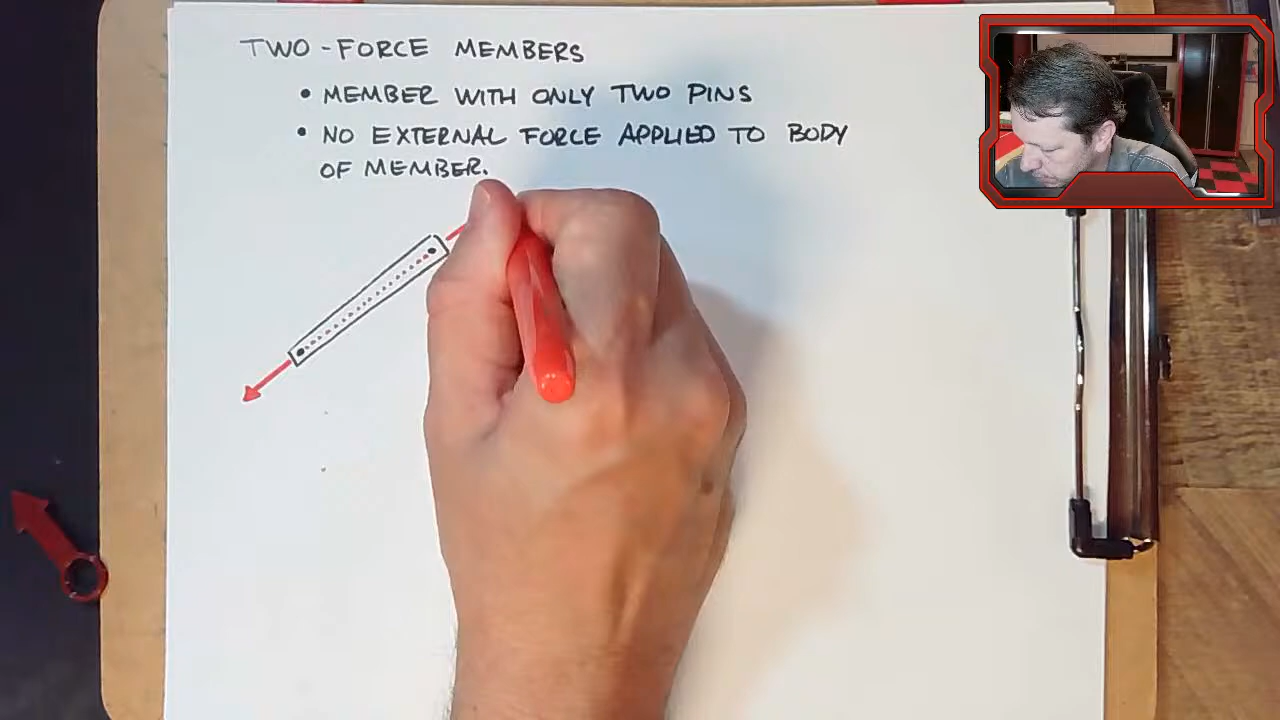 TWO-FORCE MEMBERS
• MEMBER WITH ONLY TWO PINS
• NO EXTERNAL FORCE APPLIED TO BODY
OF MEMBER.